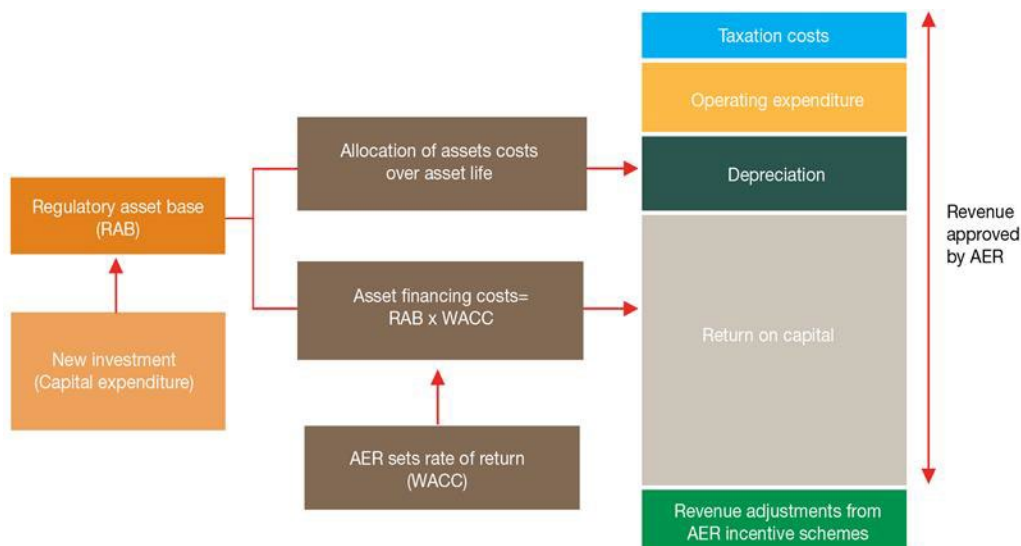 Taxation costs
Operating expenditure
Allocation of assets costs
over asset life
Depreciation
Regulatory asset base
(RAB)
Revenue
approved
by AER
Asset financing costs=
RAB x WACC
Return on capital
New investment
(Capital expenditure)
AER sets rate of return
(WACC)
Revenue adjustments from
AER incentive schemes